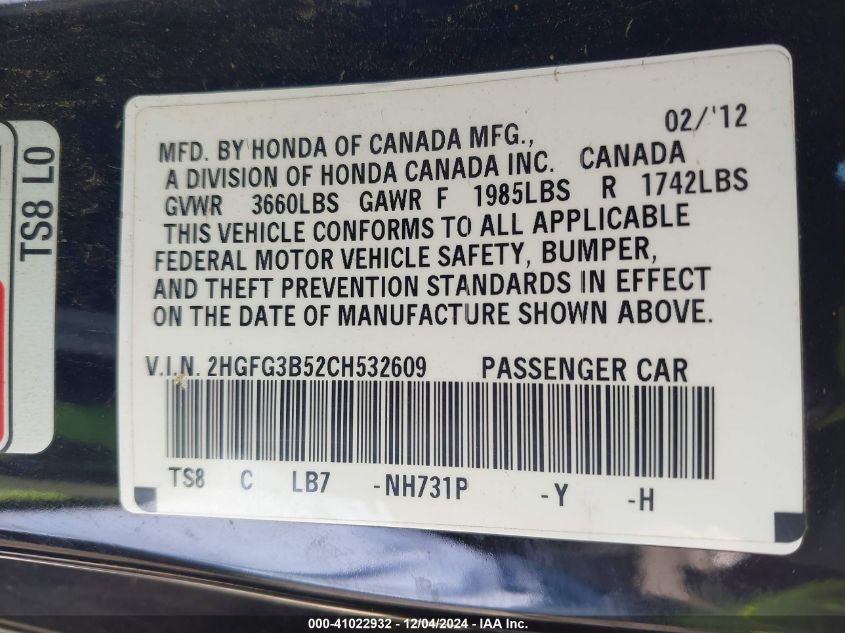 TS8 LO
02/'12
MFD. BY HONDA OF CANADA MFG.,
A DIVISION OF HONDA CANADA INC. CANADA
GVWR 3660LBS GAWR F 1985LBS R 1742LBS
THIS VEHICLE CONFORMS TO ALL APPLICABLE
FEDERAL MOTOR VEHICLE SAFETY, BUMPER,
AND THEFT PREVENTION STANDARDS IN EFFECT
ON THE DATE OF MANUFACTURE SHOWN ABOVE.
V.I.N. 2HGFG3B52CH532609 PASSENGER CAR
TS8 C LB7 -NH731P -Y -H
000-41022932 - 12/04/2024 - IAA Inc.